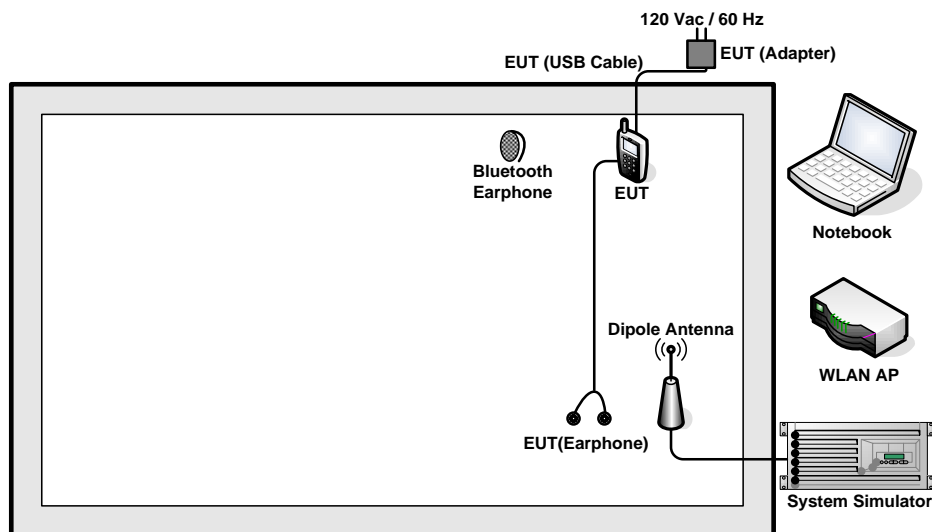 120 Vac / 60 Hz
EUT (USB Cable)
EUT (Adapter)
Bluetooth
Earphone
EUT
Notebook
Dipole Antenna
WLAN AP
EUT(Earphone)
System Simulator